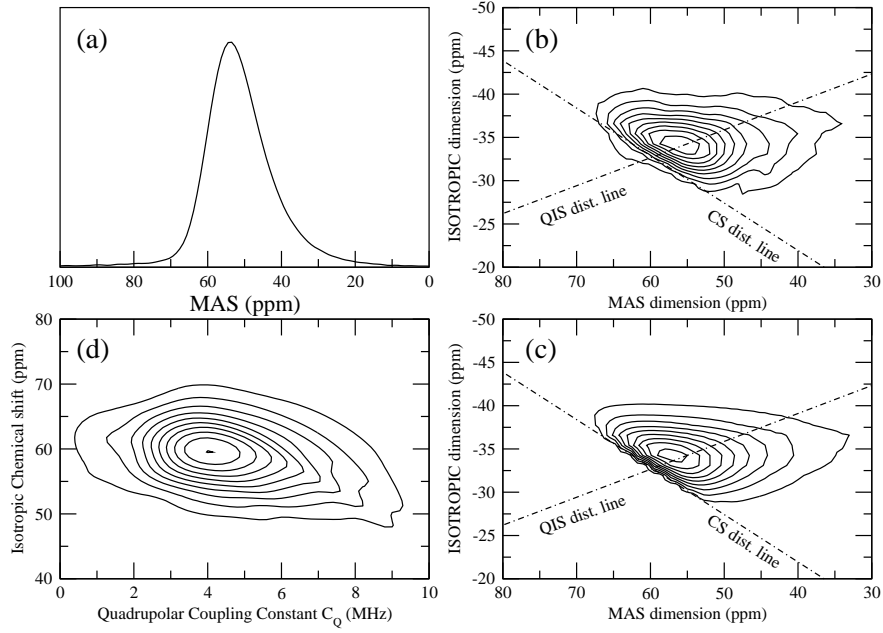 (a)
100
80
60
40
20
0
MAS (ppm)
(b)
-50
-45
-40
-35
-30
-25
-20
ISOTROPIC dimension (ppm)
QIS dist. line
CS dist. line
80
70
60
50
40
30
MAS dimension (ppm)
(d)
80
70
60
50
40
Isotropic Chemical shift (ppm)
0
2
4
6
8
10
Quadrupolar Coupling Constant C_Q (MHz)
(c)
-50
-45
-40
-35
-30
-25
-20
ISOTROPIC dimension (ppm)
QIS dist. line
CS dist. line
80
70
60
50
40
30
MAS dimension (ppm)